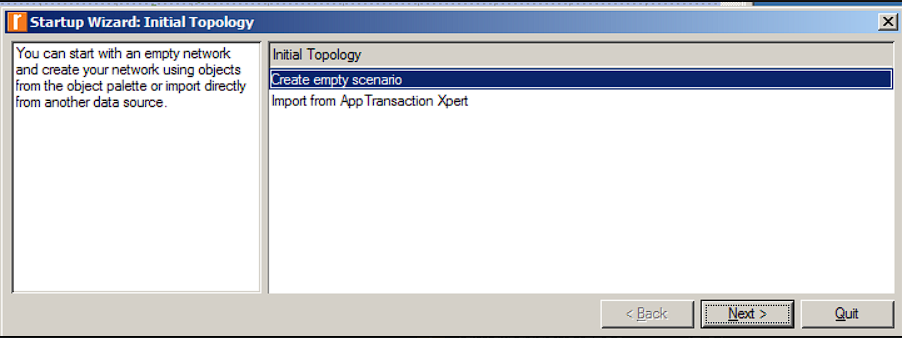 Startup Wizard: Initial Topology
You can start with an empty network
and create your network using objects
from the object palette or import directly
from another data source.
Initial Topology
Create empty scenario
Import from AppTransaction Xpert
< Back
Next >
Quit